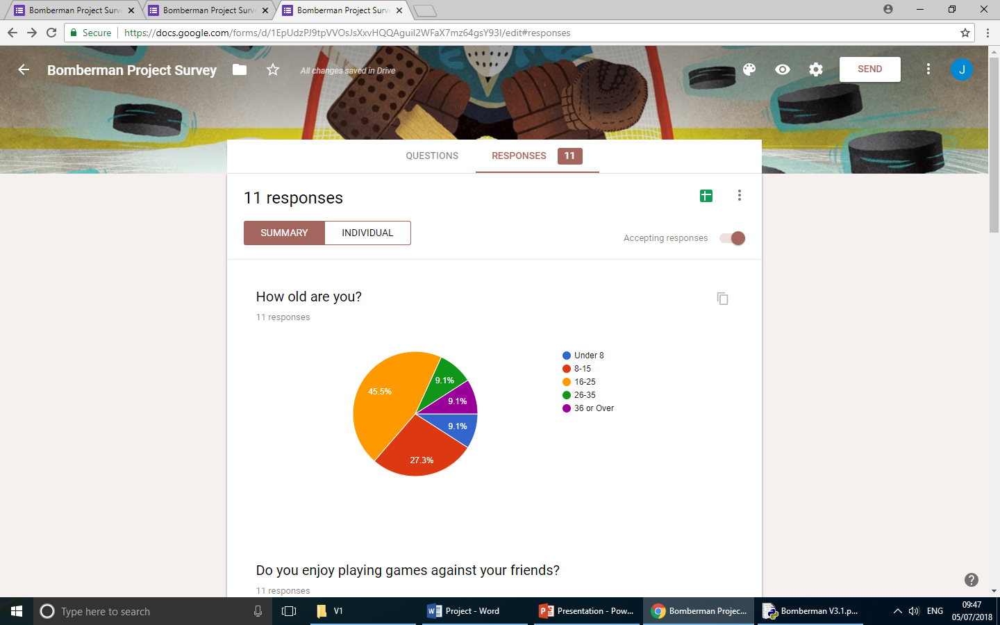 Bomberman Project Surv
Bomberman Project Surv
Bomberman Project Surv
Secure
https://docs.google.com/forms/d/1EpUdzPJ9tpVVOsJsXxvHQQAguil2WFaX7mz64gsY93I/edit#responses
Bomberman Project Survey
All changes saved in Drive
SEND
J
QUESTIONS
RESPONSES
11
11 responses
SUMMARY
INDIVIDUAL
Accepting responses
How old are you?
11 responses
45.5%
9.1%
9.1%
9.1%
27.3%
Under 8
8-15
16-25
26-35
36 or Over
Do you enjoy playing games against your friends?
11 responses
Type here to search
V1
Project - Word
Presentation - Pow...
Bomberman Projec...
Bomberman V3.1.p...
ENG
09:47
05/07/2018